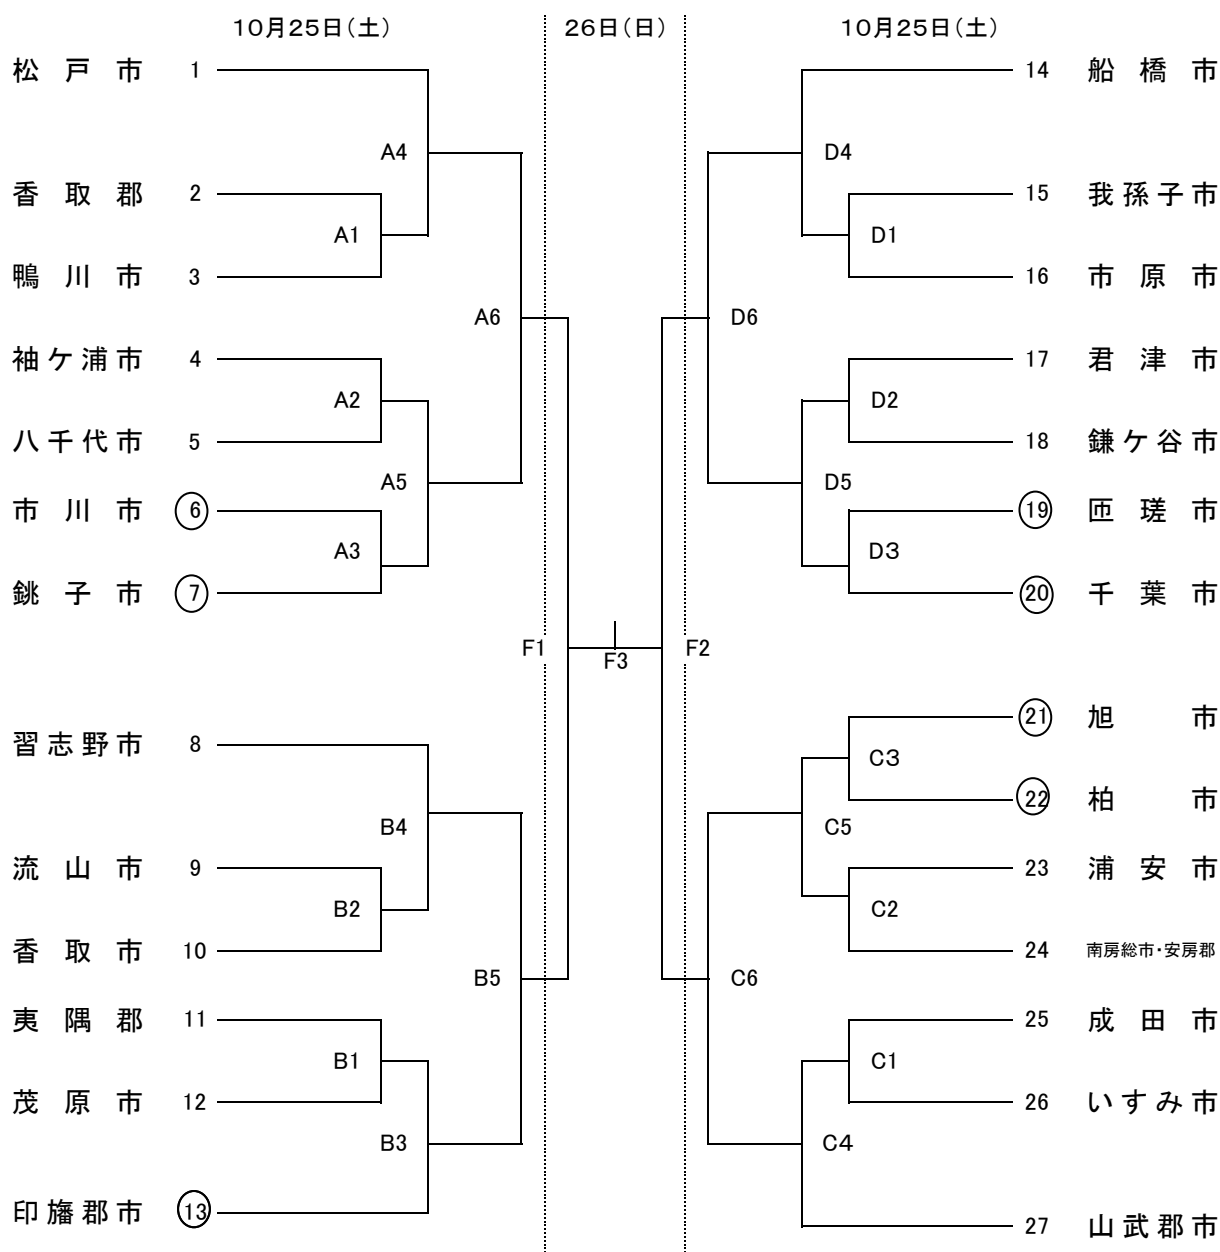 10月25日(土) 26日(日) 10月25日(土)
松戸市 1
A4
香取郡 2
A1
鴨川市 3
A6
袖ケ浦市 4
A2
八千代市 5
A5
市川市 6
A3
銚子市 7
F1
習志野市 8
B4
流山市 9
B2
香取市 10
B5
夷隅郡 11
B1
茂原市 12
B3
印旛郡市 13
F3
14 船橋市
D4
15 我孫子市
D1
16 市原市
D6
17 君津市
D2
18 鎌ケ谷市
D5
19 匝瑳市
D3
20 千葉市
F2
21 旭市
C3
22 柏市
C5
23 浦安市
C2
24 南房総市・安房郡
C6
25 成田市
C1
26 いすみ市
C4
27 山武郡市